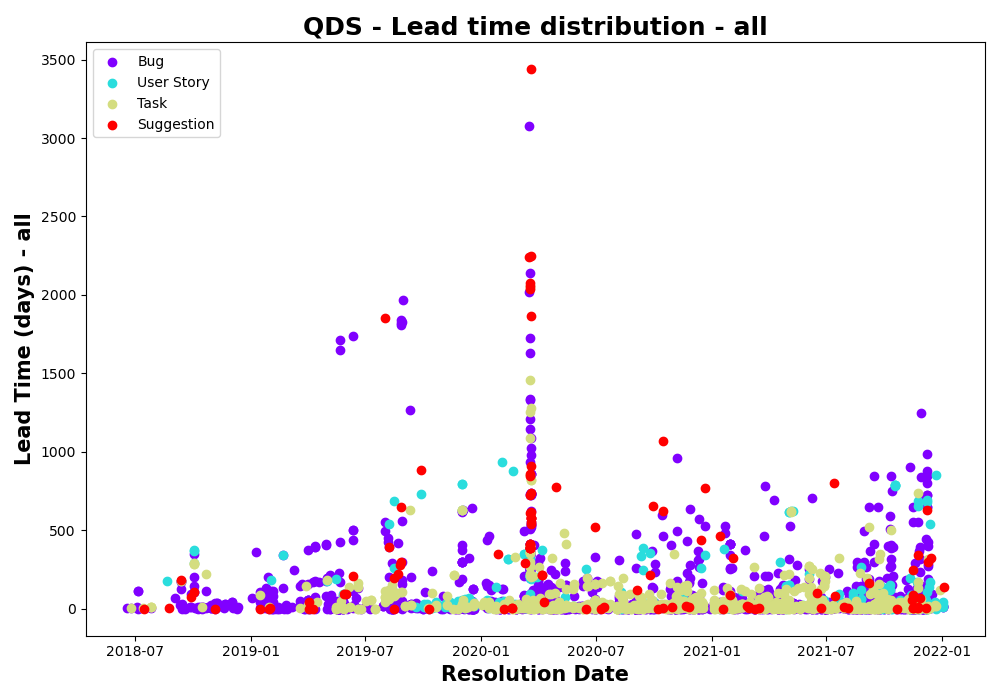 QDS - Lead time distribution - all
Bug
User Story
Task
Suggestion
3500
3000
2500
2000
1500
1000
500
0
Lead Time (days) - all
2018-07 2019-01 2019-07 2020-01 2020-07 2021-01 2021-07 2022-01
Resolution Date